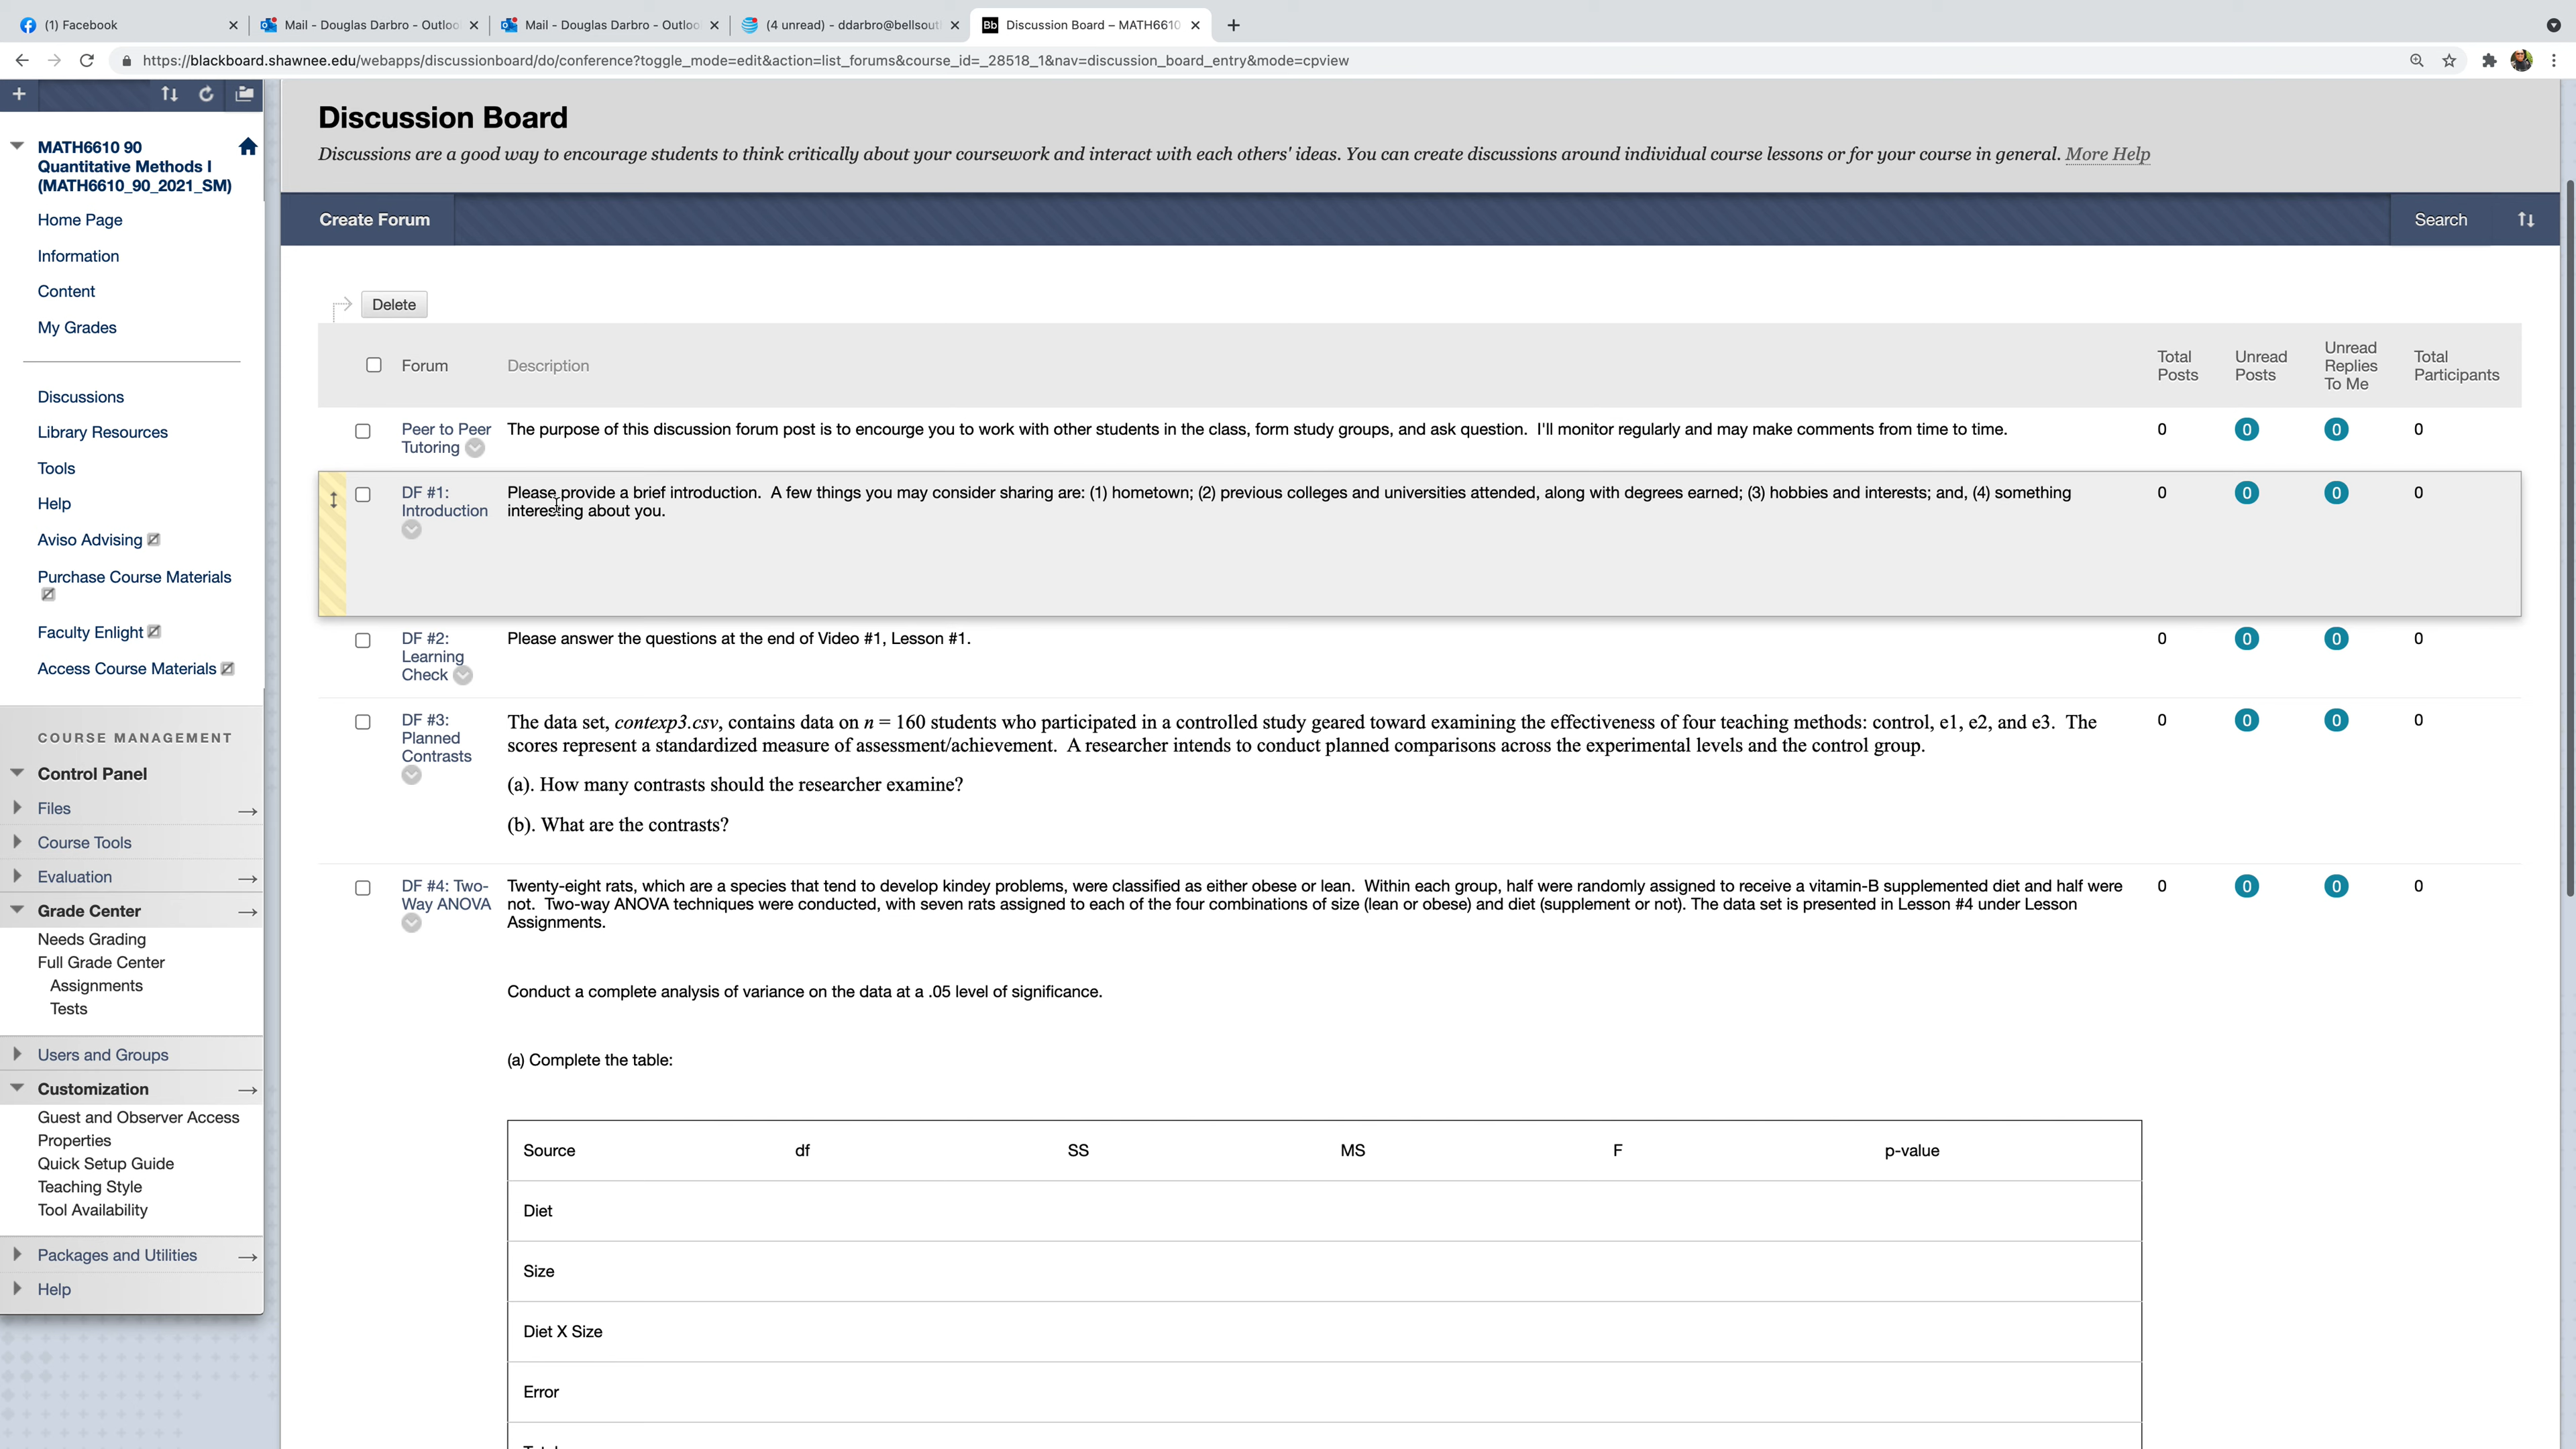 (1) Facebook
Mail - Douglas Darbro - Outloo
Mail - Douglas Darbro - Outloo
(4 unread) - ddarbro@bellsout
Bb Discussion Board – MATH6610
https://blackboard.shawnee.edu/webapps/discussionboard/do/conference?toggle_mode=edit&action=list_forums&course_id=_28518_1&nav=discussion_board_entry&mode=cpview
MATH6610 90
Quantitative Methods I
(MATH6610_90_2021_SM)
Home Page
Information
Content
My Grades
Discussions
Library Resources
Tools
Help
Aviso Advising
Purchase Course Materials
Faculty Enlight
Access Course Materials
COURSE MANAGEMENT
Control Panel
Files
Course Tools
Evaluation
Grade Center
Needs Grading
Full Grade Center
Assignments
Tests
Users and Groups
Customization
Guest and Observer Access
Properties
Quick Setup Guide
Teaching Style
Tool Availability
Packages and Utilities
Help
Discussion Board
Discussions are a good way to encourage students to think critically about your coursework and interact with each others' ideas. You can create discussions around individual course lessons or for your course in general. More Help
Create Forum
Search
Delete
Forum Description Total Posts Unread Posts Unread Replies To Me Total Participants
Peer to Peer Tutoring
The purpose of this discussion forum post is to encourge you to work with other students in the class, form study groups, and ask question. I'll monitor regularly and may make comments from time to time.
0 0 0 0
DF #1: Introduction
Please provide a brief introduction. A few things you may consider sharing are: (1) hometown; (2) previous colleges and universities attended, along with degrees earned; (3) hobbies and interests; and, (4) something
interesting about you.
0 0 0 0
DF #2: Learning Check
Please answer the questions at the end of Video #1, Lesson #1.
0 0 0 0
DF #3: Planned Contrasts
The data set, contexp3.csv, contains data on n = 160 students who participated in a controlled study geared toward examining the effectiveness of four teaching methods: control, e1, e2, and e3. The
scores represent a standardized measure of assessment/achievement. A researcher intends to conduct planned comparisons across the experimental levels and the control group.
(a). How many contrasts should the researcher examine?
(b). What are the contrasts?
0 0 0 0
DF #4: Two-Way ANOVA
Twenty-eight rats, which are a species that tend to develop kindey problems, were classified as either obese or lean. Within each group, half were randomly assigned to receive a vitamin-B supplemented diet and half were
not. Two-way ANOVA techniques were conducted, with seven rats assigned to each of the four combinations of size (lean or obese) and diet (supplement or not). The data set is presented in Lesson #4 under Lesson
Assignments.
0 0 0 0
Conduct a complete analysis of variance on the data at a .05 level of significance.
(a) Complete the table:
Source df SS MS F p-value
Diet
Size
Diet X Size
Error